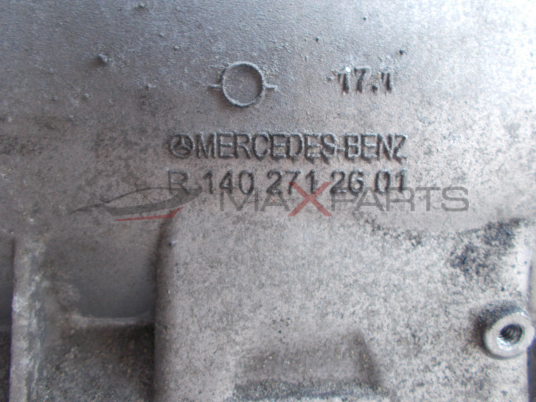 17.1
MERCEDES-BENZ
R 140 271 26 01
MAXPARTS